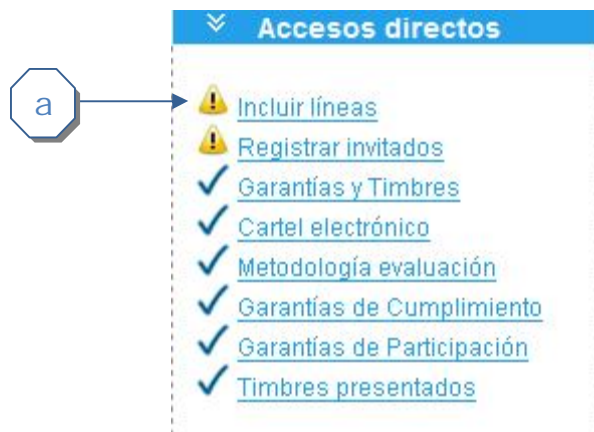 Accesos directos
a
Incluir líneas
Registrar invitados
Garantías y Timbres
Cartel electrónico
Metodología evaluación
Garantías de Cumplimiento
Garantías de Participación
Timbres presentados